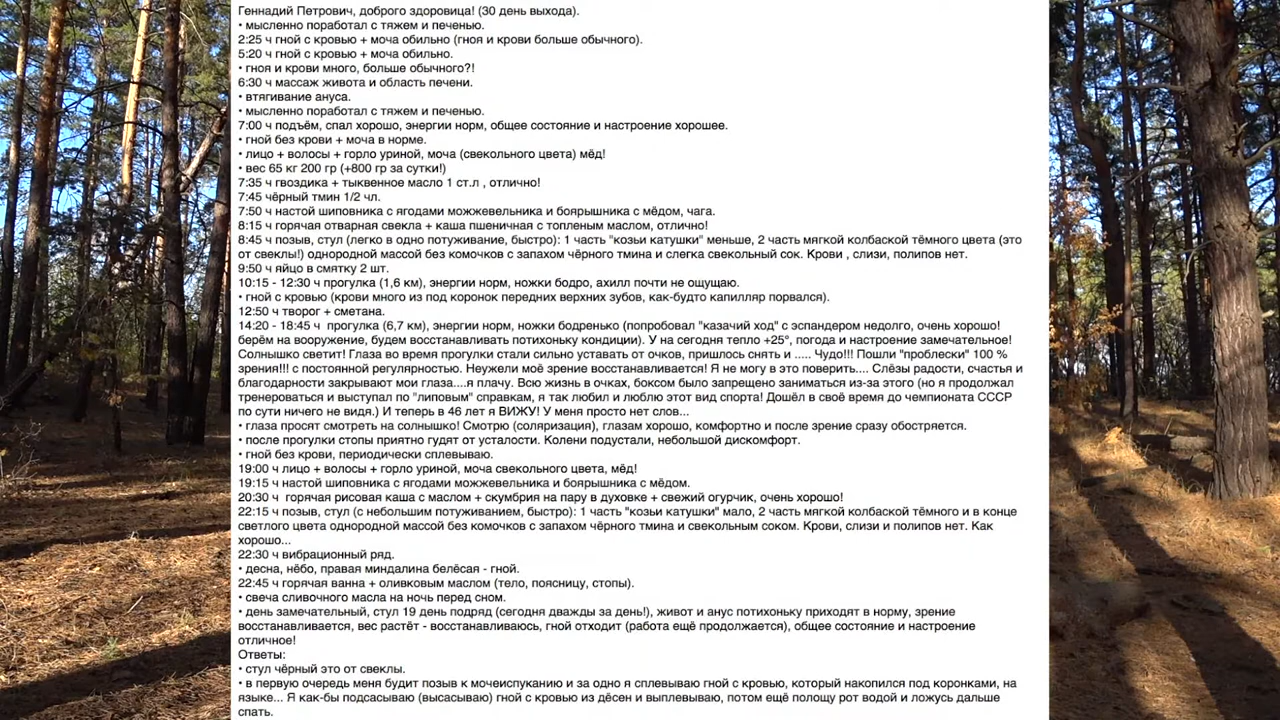 Геннадий Петрович, доброго здоровица! (30 день выхода).
• мысленно поработал с тяжем и печенью.
2:25 ч гной с кровью + моча обильно (гноя и крови больше обычного).
5:20 ч гной с кровью + моча обильно.
• гноя и крови много, больше обычного?!
6:30 ч массаж живота и область печени.
• втягивание ануса.
• мысленно поработал с тяжем и печенью.
7:00 ч подъём, спал хорошо, энергии норм, общее состояние и настроение хорошее.
• гной без крови + моча в норме.
• лицо + волосы + горло уриной, моча (свекольного цвета) мёд!
• вес 65 кг 200 гр (+800 гр за сутки!)
7:35 ч гвоздика + тыквенное масло 1 ст.л , отлично!
7:45 чёрный тмин 1/2 чл.
7:50 ч настой шиповника с ягодами можжевельника и боярышника с мёдом, чага.
8:15 ч горячая отварная свекла + каша пшеничная с топленым маслом, отлично!
8:45 ч позыв, стул (легко в одно потуживание, быстро): 1 часть "козьи катушки" меньше, 2 часть мягкой колбаской тёмного цвета (это
от свеклы!) однородной массой без комочков с запахом чёрного тмина и слегка свекольный сок. Крови , слизи, полипов нет.
9:50 ч яйцо в смятку 2 шт.
10:15 - 12:30 ч прогулка (1,6 км), энергии норм, ножки бодро, ахилл почти не ощущаю.
• гной с кровью (крови много из под коронок передних верхних зубов, как-будто капилляр порвался).
12:50 ч творог + сметана.
14:20 - 18:45 ч прогулка (6,7 км), энергии норм, ножки бодренько (попробовал "казачий ход" с эспандером недолго, очень хорошо!
берём на вооружение, будем восстанавливать потихоньку кондиции). У на сегодня тепло +25°, погода и настроение замечательное!
Солнышко светит! Глаза во время прогулки стали сильно уставать от очков, пришлось снять и ..... Чудо!!! Пошли "проблески" 100 %
зрения!!! с постоянной регулярностью. Неужели моё зрение восстанавливается! Я не могу в это поверить.... Слёзы радости, счастья и
благодарности закрывают мои глаза....я плачу. Всю жизнь в очках, боксом было запрещено заниматься из-за этого (но я продолжал
тренероваться и выступал по "липовым" справкам, я так любил и люблю этот вид спорта! Дошёл в своё время до чемпионата СССР
по сути ничего не видя.) И теперь в 46 лет я ВИЖУ! У меня просто нет слов...
• глаза просят смотреть на солнышко! Смотрю (соляризация), глазам хорошо, комфортно и после зрение сразу обостряется.
• после прогулки стопы приятно гудят от усталости. Колени подустали, небольшой дискомфорт.
• гной без крови, периодически сплевываю.
19:00 ч лицо + волосы + горло уриной, моча свекольного цвета, мёд!
19:15 ч настой шиповника с ягодами можжевельника и боярышника с мёдом.
20:30 ч горячая рисовая каша с маслом + скумбрия на пару в духовке + свежий огурчик, очень хорошо!
22:15 ч позыв, стул (с небольшим потуживание, быстро): 1 часть "козьи катушки" мало, 2 часть мягкой колбаской тёмного и в конце
светлого цвета однородной массой без комочков с запахом чёрного тмина и свекольным соком. Крови, слизи и полипов нет. Как
хорошо...
22:30 ч вибрационный ряд.
• десна, нёбо, правая миндалина белёсая - гной.
22:45 ч горячая ванна + оливковым маслом (тело, поясницу, стопы).
• свеча сливочного масла на ночь перед сном.
• день замечательный, стул 19 день подряд (сегодня дважды за день!), живот и анус потихоньку приходят в норму, зрение
восстанавливается, вес растёт - восстанавливаюсь, гной отходит (работа ещё продолжается), общее состояние и настроение
отличное!
Ответы:
• стул чёрный это от свеклы.
• в первую очередь меня будит позыв к мочеиспуканию и за одно я сплевываю гной с кровью, который накопился под коронками, на
языке... Я как-бы подсасываю (высасываю) гной с кровью из дёсен и выплевываю, потом ещё полощу рот водой и ложусь дальше
спать.